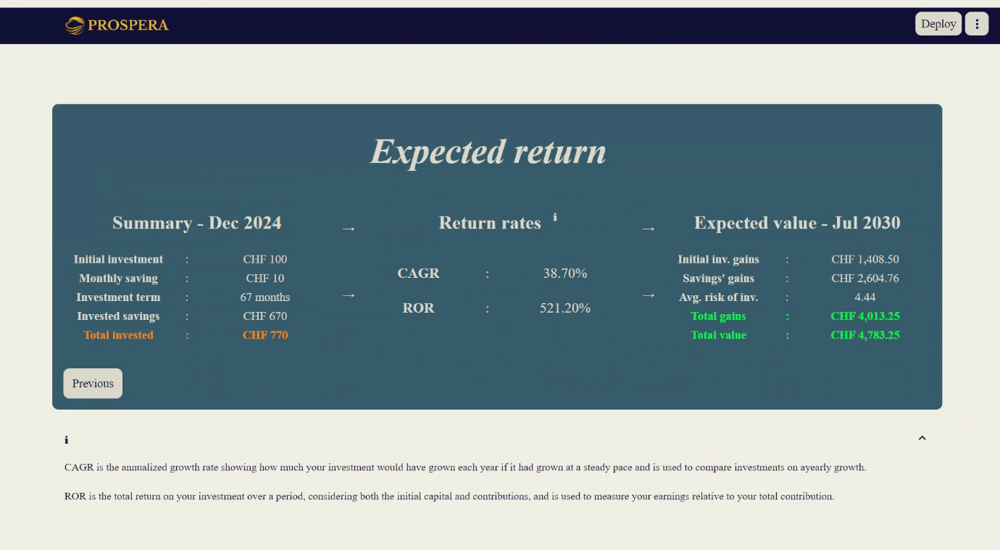 PROSPERA
Deploy
Expected return
Summary - Dec 2024 → Return rates i → Expected value - Jul 2030
Initial investment : CHF 100
Monthly saving : CHF 10
Investment term : 67 months
Invested savings : CHF 670
Total invested : CHF 770
→
CAGR : 38.70%
ROR : 521.20%
→
Initial inv. gains : CHF 1,408.50
Savings' gains : CHF 2,604.76
Avg. risk of inv. : 4.44
Total gains : CHF 4,013.25
Total value : CHF 4,783.25
Previous
i
CAGR is the annualized growth rate showing how much your investment would have grown each year if it had grown at a steady pace and is used to compare investments on ayearly growth.
ROR is the total return on your investment over a period, considering both the initial capital and contributions, and is used to measure your earnings relative to your total contribution.